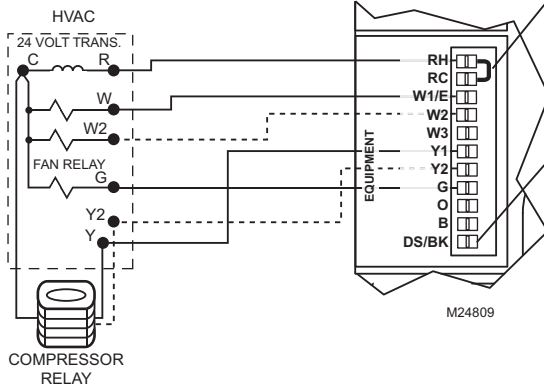 HVAC
24 VOLT TRANS.
C
R
W
W2
FAN RELAY
G
Y2
Y
COMPRESSOR
RELAY
EQUIPMENT
RH
RC
W1/E
W2
W3
Y1
Y2
G
O
B
DS/BK
M24809